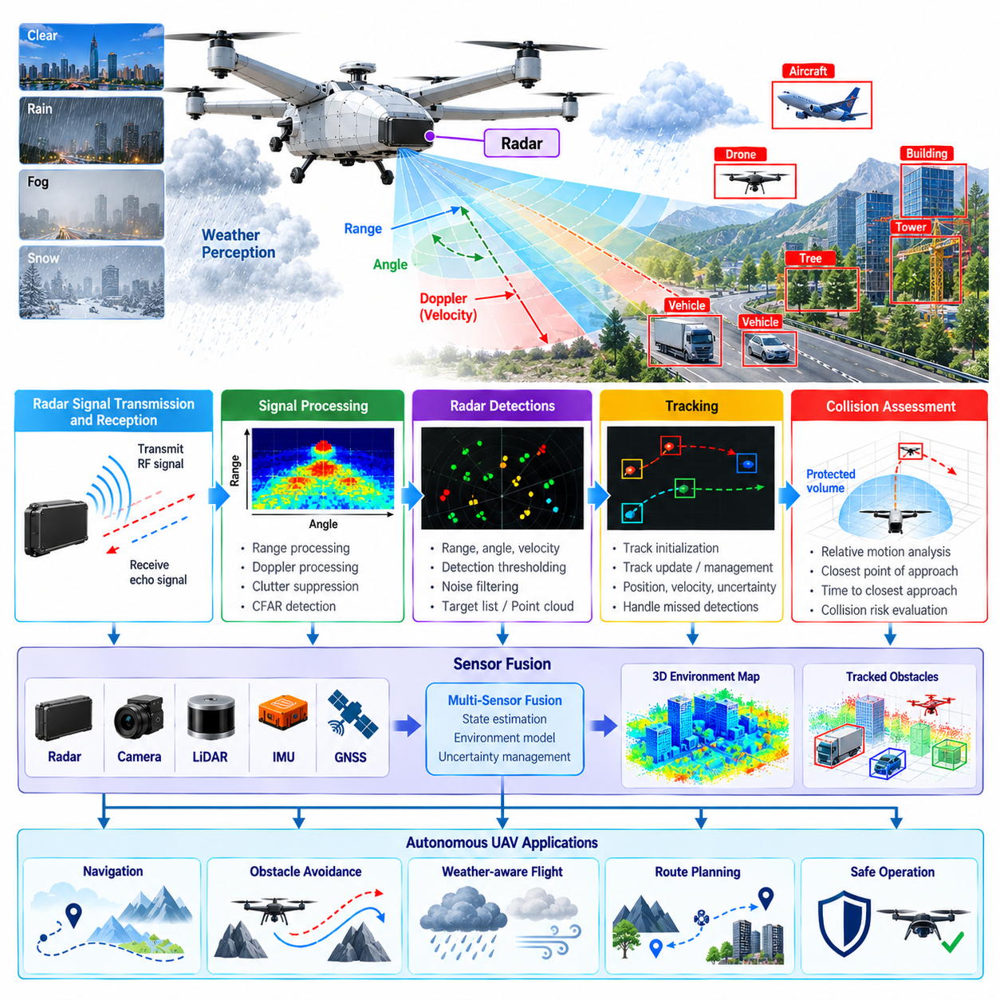 Clear
Rain
Fog
Snow
Weather
Perception
Radar
Range
Angle
Doppler
(Velocity)
Aircraft
Drone
Building
Tower
Tree
Vehicle
Vehicle
Radar Signal Transmission
and Reception
Transmit
RF signal
Receive
echo signal
Signal Processing
Range
Angle
• Range processing
• Doppler processing
• Clutter suppression
• CFAR detection
Radar Detections
• Range, angle, velocity
• Detection thresholding
• Noise filtering
• Target list / Point cloud
Tracking
• Track initialization
• Track update / management
• Position, velocity, uncertainty
• Handle missed detections
Collision Assessment
Protected
volume
• Relative motion analysis
• Closest point of approach
• Time to closest approach
• Collision risk evaluation
Sensor Fusion
Radar
Camera
LiDAR
IMU
GNSS
Multi-Sensor Fusion
State estimation
Environment model
Uncertainty management
3D Environment Map
Tracked Obstacles
Autonomous UAV Applications
Navigation
Obstacle Avoidance
Weather-aware Flight
Route Planning
Safe Operation